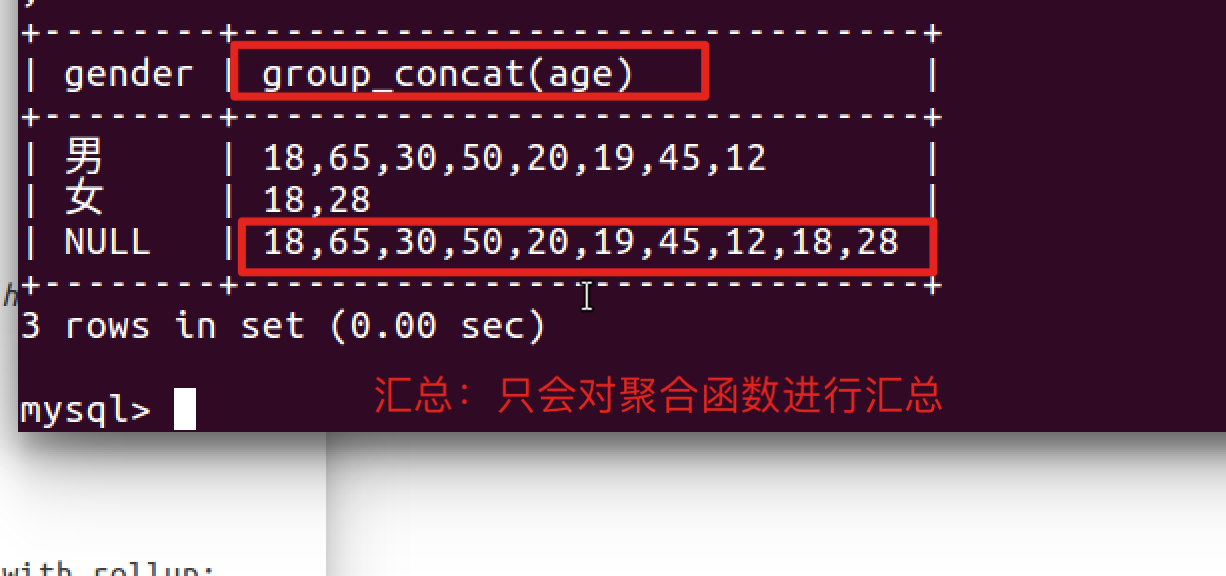 +--------+--------------------------------+
| gender | group_concat(age) |
+--------+--------------------------------+
| 男 | 18,65,30,50,20,19,45,12 |
| 女 | 18,28 |
| NULL | 18,65,30,50,20,19,45,12,18,28 |
h+--------+--------------------------------+
3 rows in set (0.00 sec)
汇总：只会对聚合函数进行汇总
mysql>
with rollup;